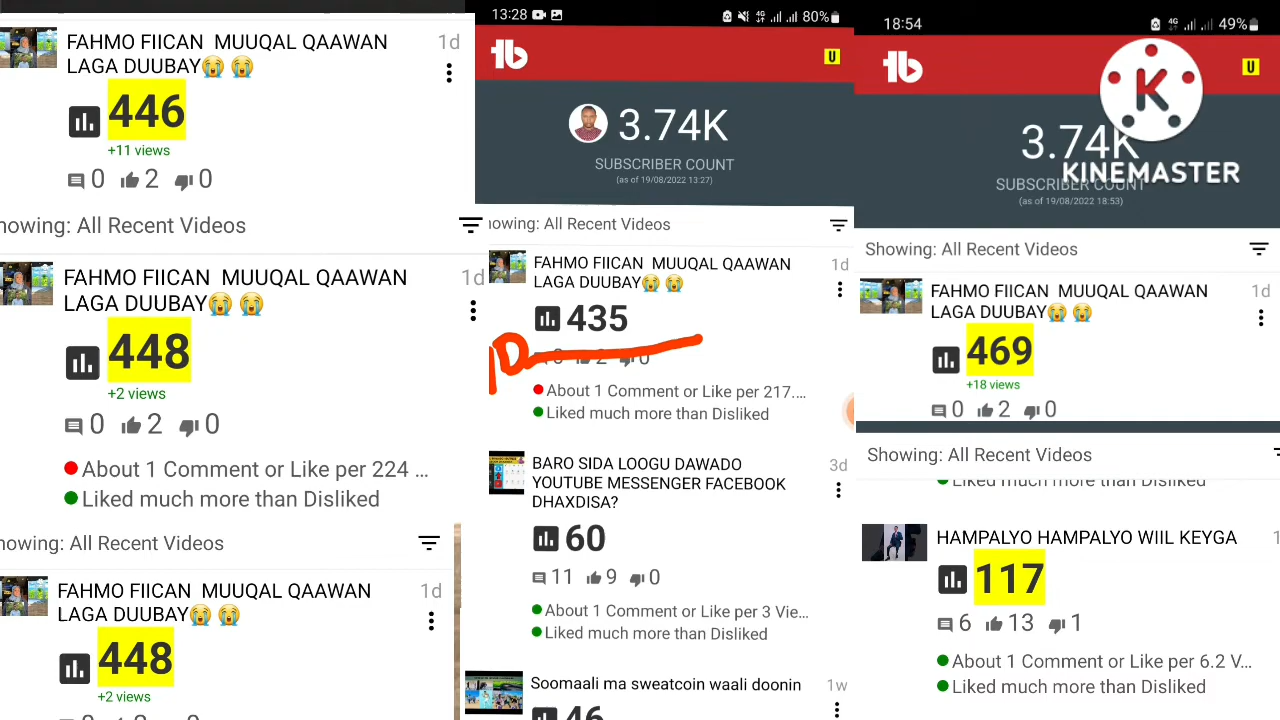 FAHMO FIICAN MUUQAL QAAWAN
LAGA DUUBAY😭😭
1d
446
+11 views
0 2 0
howing: All Recent Videos
FAHMO FIICAN MUUQAL QAAWAN
LAGA DUUBAY😭😭
1d
448
+2 views
0 2 0
About 1 Comment or Like per 224 ...
Liked much more than Disliked
howing: All Recent Videos
FAHMO FIICAN MUUQAL QAAWAN
LAGA DUUBAY😭😭
1d
448
+2 views
13:28
4G
80%
U
3.74K
SUBSCRIBER COUNT
(as of 19/08/2022 13:27)
howing: All Recent Videos
FAHMO FIICAN MUUQAL QAAWAN
LAGA DUUBAY😭😭
1d
435
2 0
About 1 Comment or Like per 217....
Liked much more than Disliked
BARO SIDA LOOGU DAWADO
YOUTUBE MESSENGER FACEBOOK
DHAXDISA?
3d
60
11 9 0
About 1 Comment or Like per 3 Vie...
Liked much more than Disliked
Soomaali ma sweatcoin waali doonin
1w
46
18:54
4G
49%
U
3.74K
KINEMASTER
SUBSCRIBER COUNT
(as of 19/08/2022 18:53)
Showing: All Recent Videos
FAHMO FIICAN MUUQAL QAAWAN
LAGA DUUBAY😭😭
1d
469
+18 views
0 2 0
Showing: All Recent Videos
Liked much more than Disliked
HAMPALYO HAMPALYO WIIL KEYGA
117
6 13 1
About 1 Comment or Like per 6.2 V...
Liked much more than Disliked